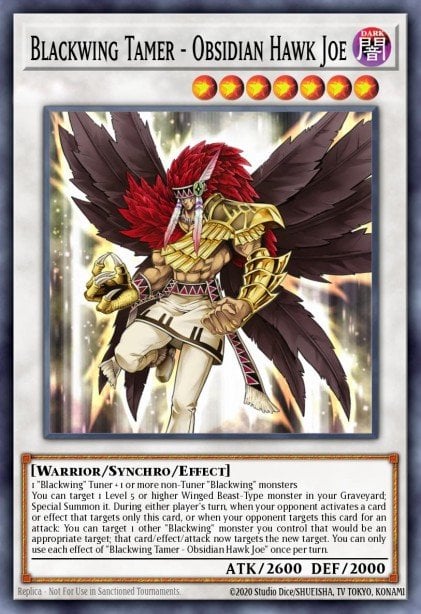 Blackwing Tamer - Obsidian Hawk Joe
DARK
闇
[Warrior/Synchro/Effect]
1 "Blackwing" Tuner + 1 or more non-Tuner "Blackwing" monsters
You can target 1 Level 5 or higher Winged Beast-Type monster in your Graveyard;
Special Summon it. During either player's turn, when your opponent activates a card
or effect that targets only this card, or when your opponent targets this card for an
attack: You can target 1 other "Blackwing" monster you control that would be an
appropriate target; that card/effect/attack now targets the new target. You can only
use each effect of "Blackwing Tamer - Obsidian Hawk Joe" once per turn.
ATK/2600 DEF/2000
Replica - Not For Use in Sanctioned Tournaments.
©2020 Studio Dice/SHUEISHA, TV TOKYO, KONAMI